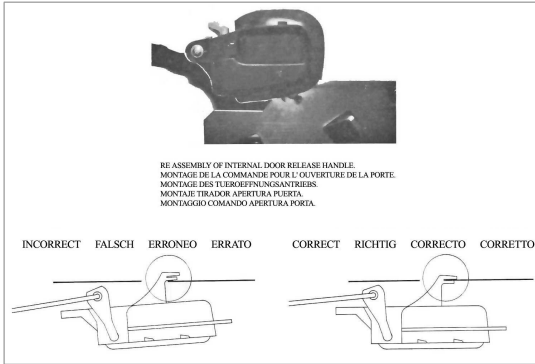 RE ASSEMBLY OF INTERNAL DOOR RELEASE HANDLE.
MONTAGE DE LA COMMANDE POUR L' OUVERTURE DE LA PORTE.
MONTAGE DES TUEROEFFNUNGSANTRIEBS.
MONTAJE TIRADOR APERTURA PUERTA.
MONTAGGIO COMANDO APERTURA PORTA.
INCORRECT FALSCH ERRONEO ERRATO
CORRECT RICHTIG CORRECTO CORRETTO